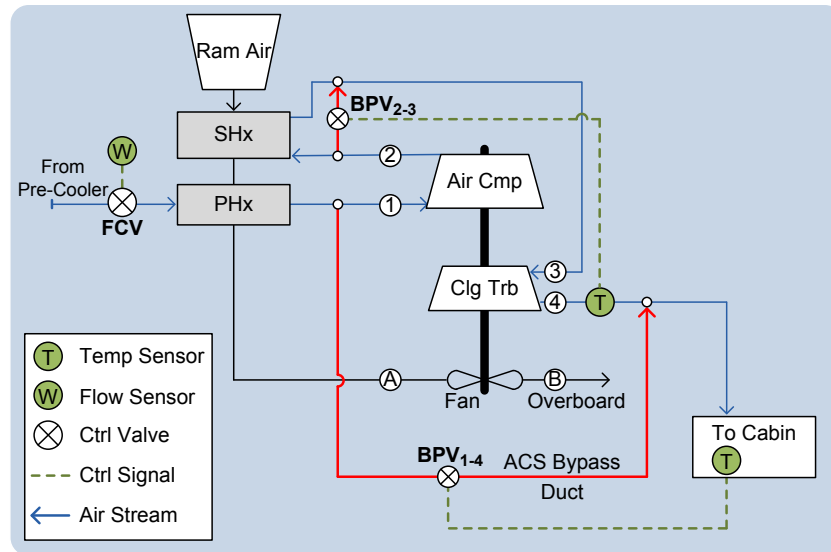 Ram Air
BPV2-3
SHx
W
2
From
Pre-Cooler
Air Cmp
PHx
1
FCV
3
Clg Trb
4
T
T Temp Sensor
W Flow Sensor
Ctrl Valve
Ctrl Signal
Air Stream
A
B
Fan
Overboard
To Cabin
T
BPV1-4
ACS Bypass
Duct